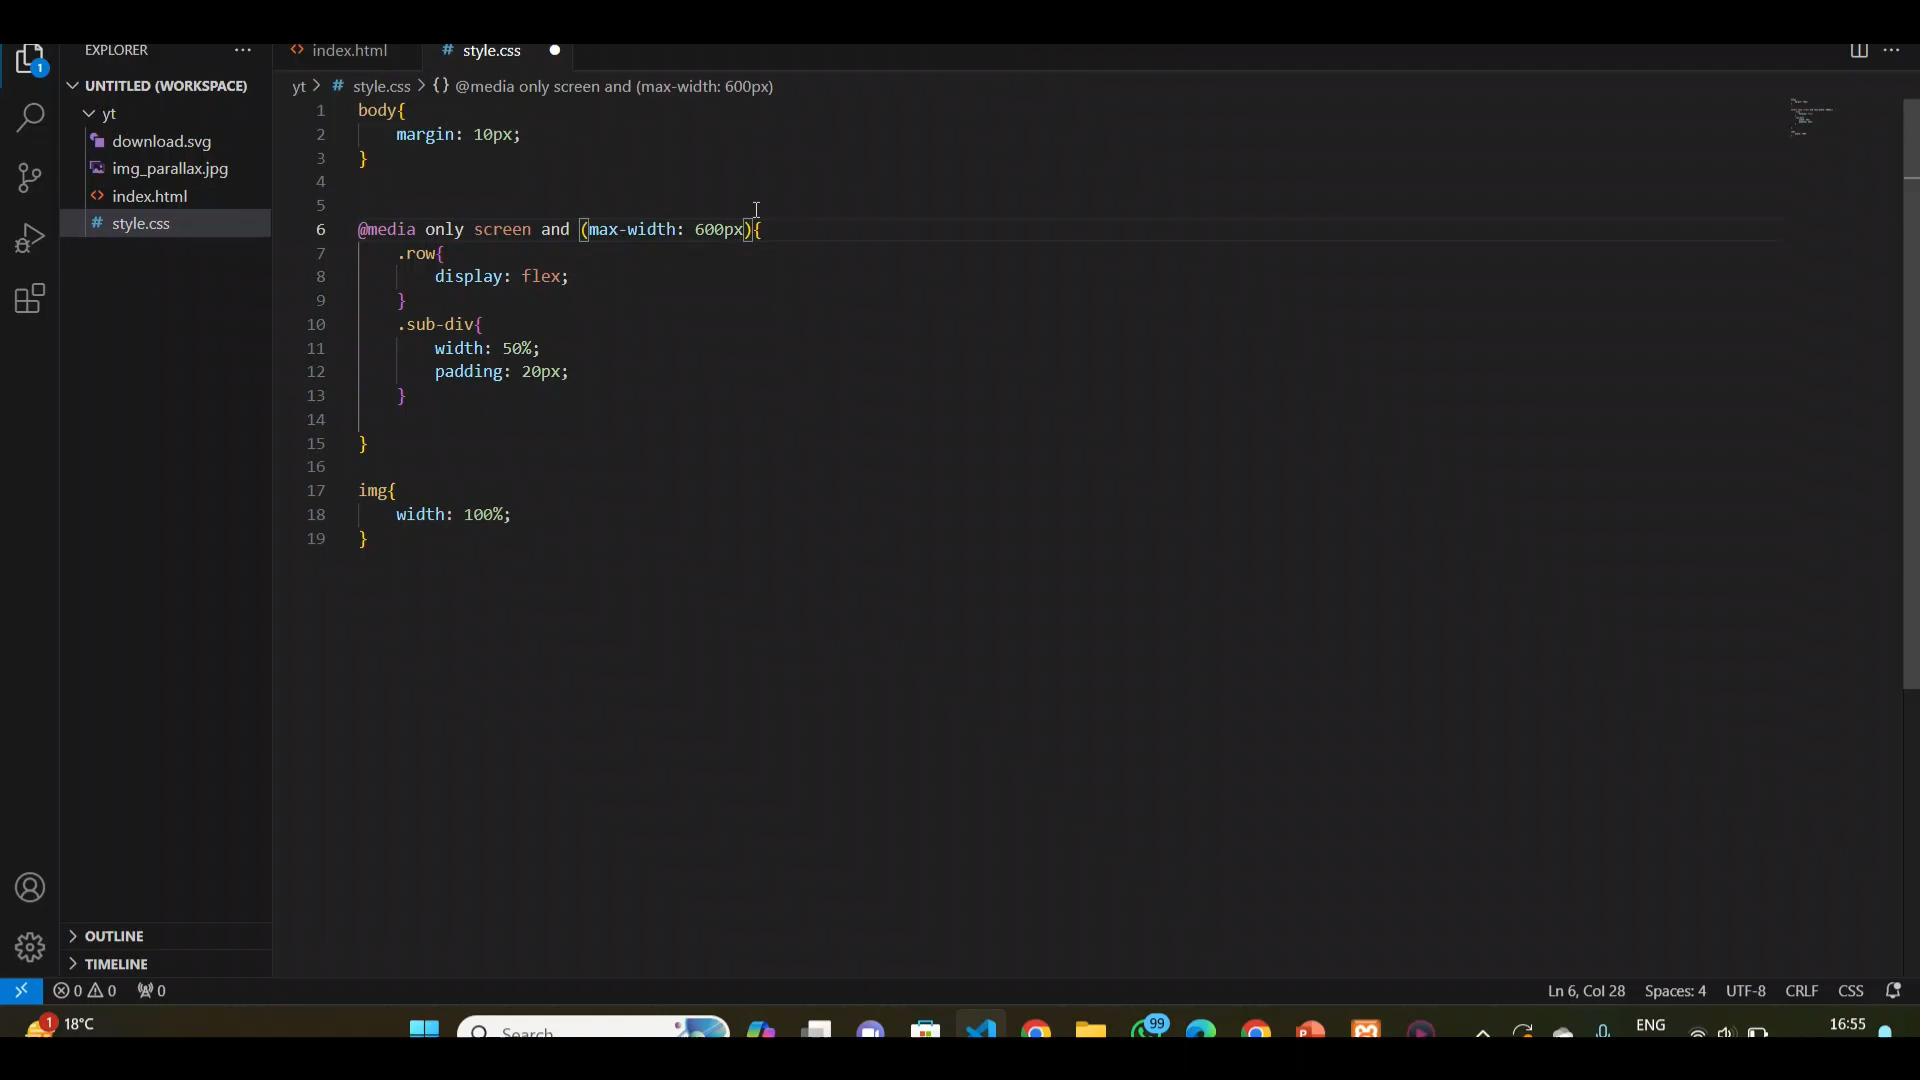 EXPLORER
index.html
style.css
1
UNTITLED (WORKSPACE)
yt
download.svg
img_parallax.jpg
index.html
style.css
yt > # style.css > {} @media only screen and (max-width: 600px)
1 body{
2 margin: 10px;
3 }
4
5
6 @media only screen and (max-width: 600px){
7 .row{
8 display: flex;
9 }
10 .sub-div{
11 width: 50%;
12 padding: 20px;
13 }
14
15 }
16
17 img{
18 width: 100%;
19 }
OUTLINE
TIMELINE
0 0 0
Ln 6, Col 28 Spaces: 4 UTF-8 CRLF CSS
1 18°C
Search
99
ENG
16:55